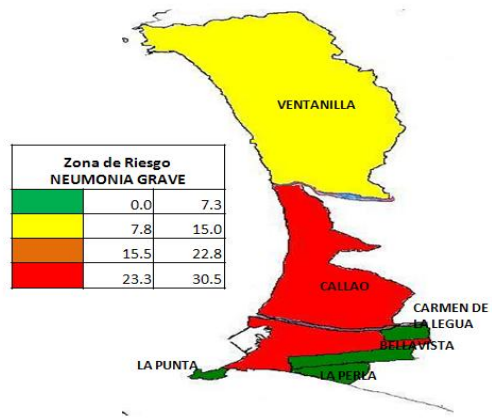 VENTANILLA
Zona de Riesgo
NEUMONIA GRAVE
0.0 7.3
7.8 15.0
15.5 22.8
23.3 30.5
CALLAO
CARMEN DE
LA LEGUA
BELLAVISTA
LA PUNTA
LA PERLA